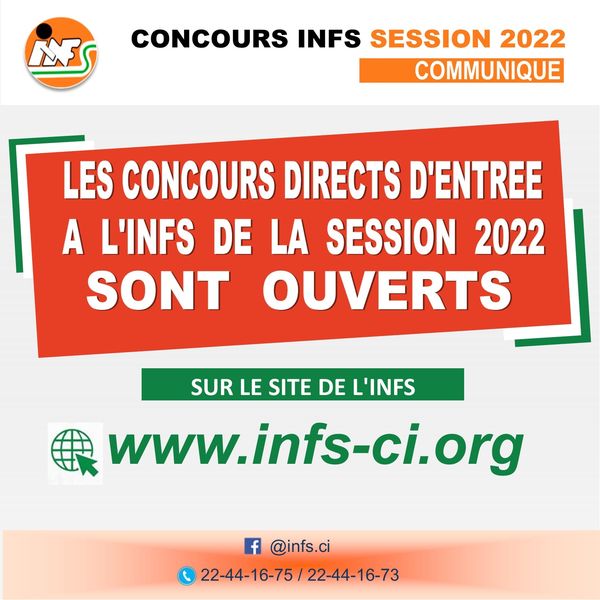 INFS
CONCOURS INFS SESSION 2022
COMMUNIQUE
LES CONCOURS DIRECTS D'ENTREE
A L'INFS DE LA SESSION 2022
SONT OUVERTS
SUR LE SITE DE L'INFS
www.infs-ci.org
@infs.ci
22-44-16-75 / 22-44-16-73